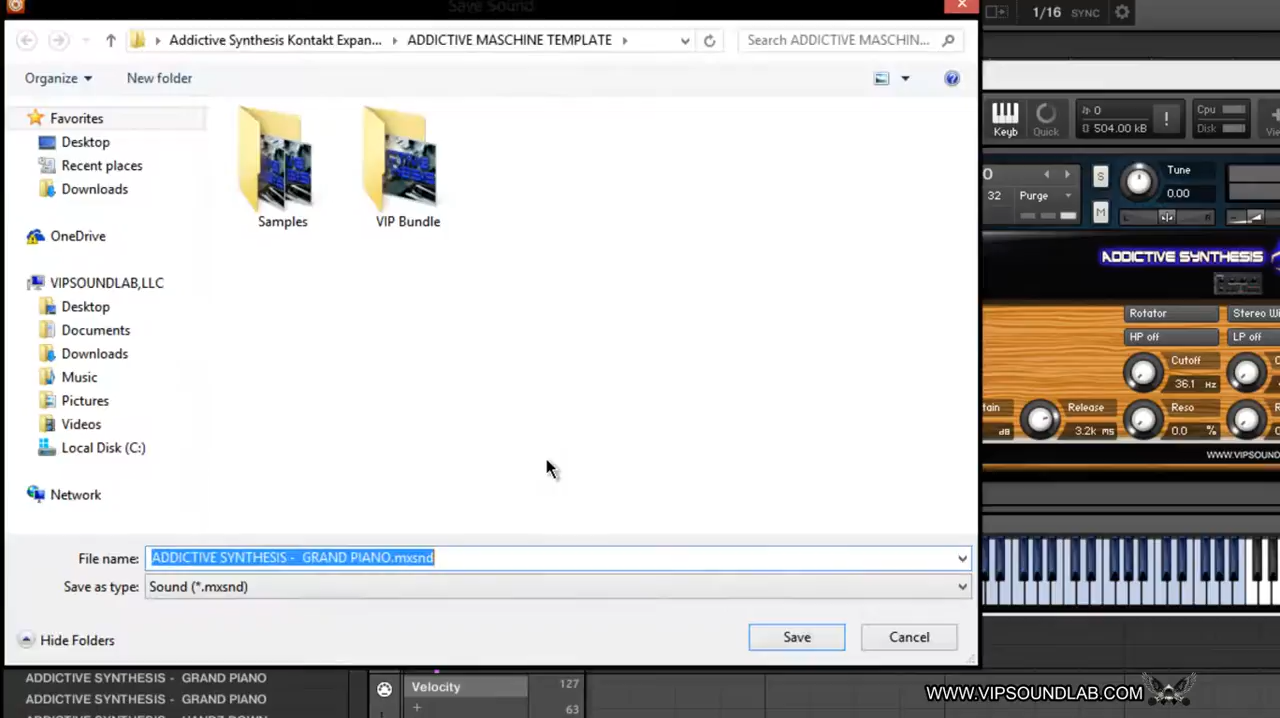 Save Sound
1/16 SYNC
Addictive Synthesis Kontakt Expan...
ADDICTIVE MASCHINE TEMPLATE
Search ADDICTIVE MASCHIN...
Organize
New folder
Favorites
Desktop
Recent places
Downloads
OneDrive
VIPSOUNDLAB,LLC
Desktop
Documents
Downloads
Music
Pictures
Videos
Local Disk (C:)
Network
Samples
VIP Bundle
File name:
ADDICTIVE SYNTHESIS -  GRAND PIANO.mxsnd
Save as type:
Sound (*.mxsnd)
Hide Folders
Save
Cancel
Keyb
Quick
0
504.00 kB
!
Cpu
Disk
0
32
Purge
S
M
Tune
0.00
ADDICTIVE SYNTHESIS
Rotator
HP off
LP off
Cutoff
36.1 Hz
Release
3.2k ms
dB
Reso
0.0 %
ADDICTIVE SYNTHESIS -  GRAND PIANO
ADDICTIVE SYNTHESIS -  GRAND PIANO
Velocity
127
+
63
WWW.VIPSOUNDLAB.COM